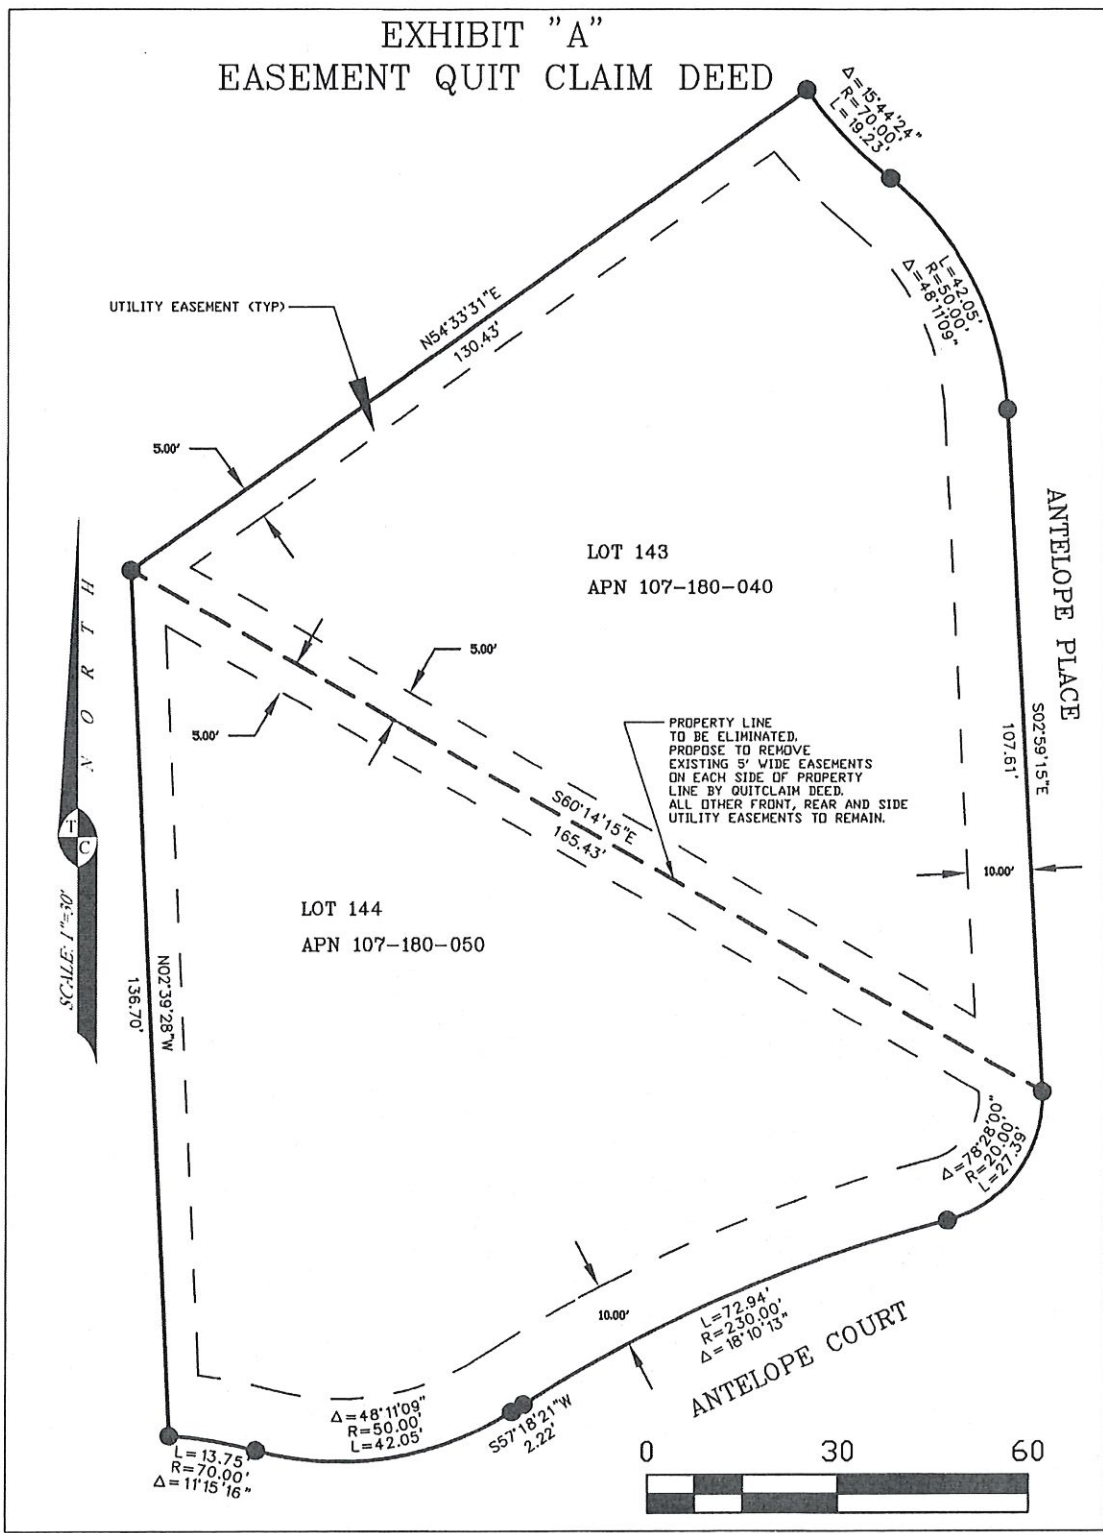 EXHIBIT "A"
EASEMENT QUIT CLAIM DEED
Δ=15°44'24"
R=70.00'
L=19.23'
L=42.05'
R=50.00'
Δ=48°11'09"
UTILITY EASEMENT (TYP)
N54°33'31"E
130.43'
5.00'
LOT 143
APN 107-180-040
ANTELOPE PLACE
NORTH
T
C
SCALE: 1"=30'
5.00'
5.00'
PROPERTY LINE
TO BE ELIMINATED.
PROPOSE TO REMOVE
EXISTING 5' WIDE EASEMENTS
ON EACH SIDE OF PROPERTY
LINE BY QUITCLAIM DEED.
ALL OTHER FRONT, REAR AND SIDE
UTILITY EASEMENTS TO REMAIN.
S02°59'15"E
107.61'
S60°14'15"E
165.43'
10.00'
LOT 144
APN 107-180-050
N02°39'28"W
136.70'
Δ=78°28'00"
R=20.00'
L=27.39'
10.00'
L=72.94'
R=230.00'
Δ=18°10'13"
ANTELOPE COURT
S57°18'21"W
2.22'
Δ=48°11'09"
R=50.00'
L=42.05'
L=13.75'
R=70.00'
Δ=11°15'16"
0 30 60